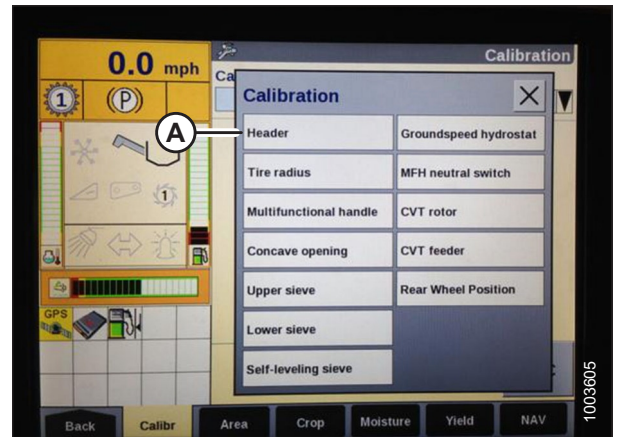 0.0 mph
Calibration
Ca
1
(P)
Calibration
A
Header
Groundspeed hydrostat
Tire radius
MFH neutral switch
Multifunctional handle
CVT rotor
Concave opening
CVT feeder
Upper sieve
Rear Wheel Position
Lower sieve
Self-leveling sieve
1
GPS
Back
Calibr
Area
Crop
Moisture
Yield
NAV
1003605